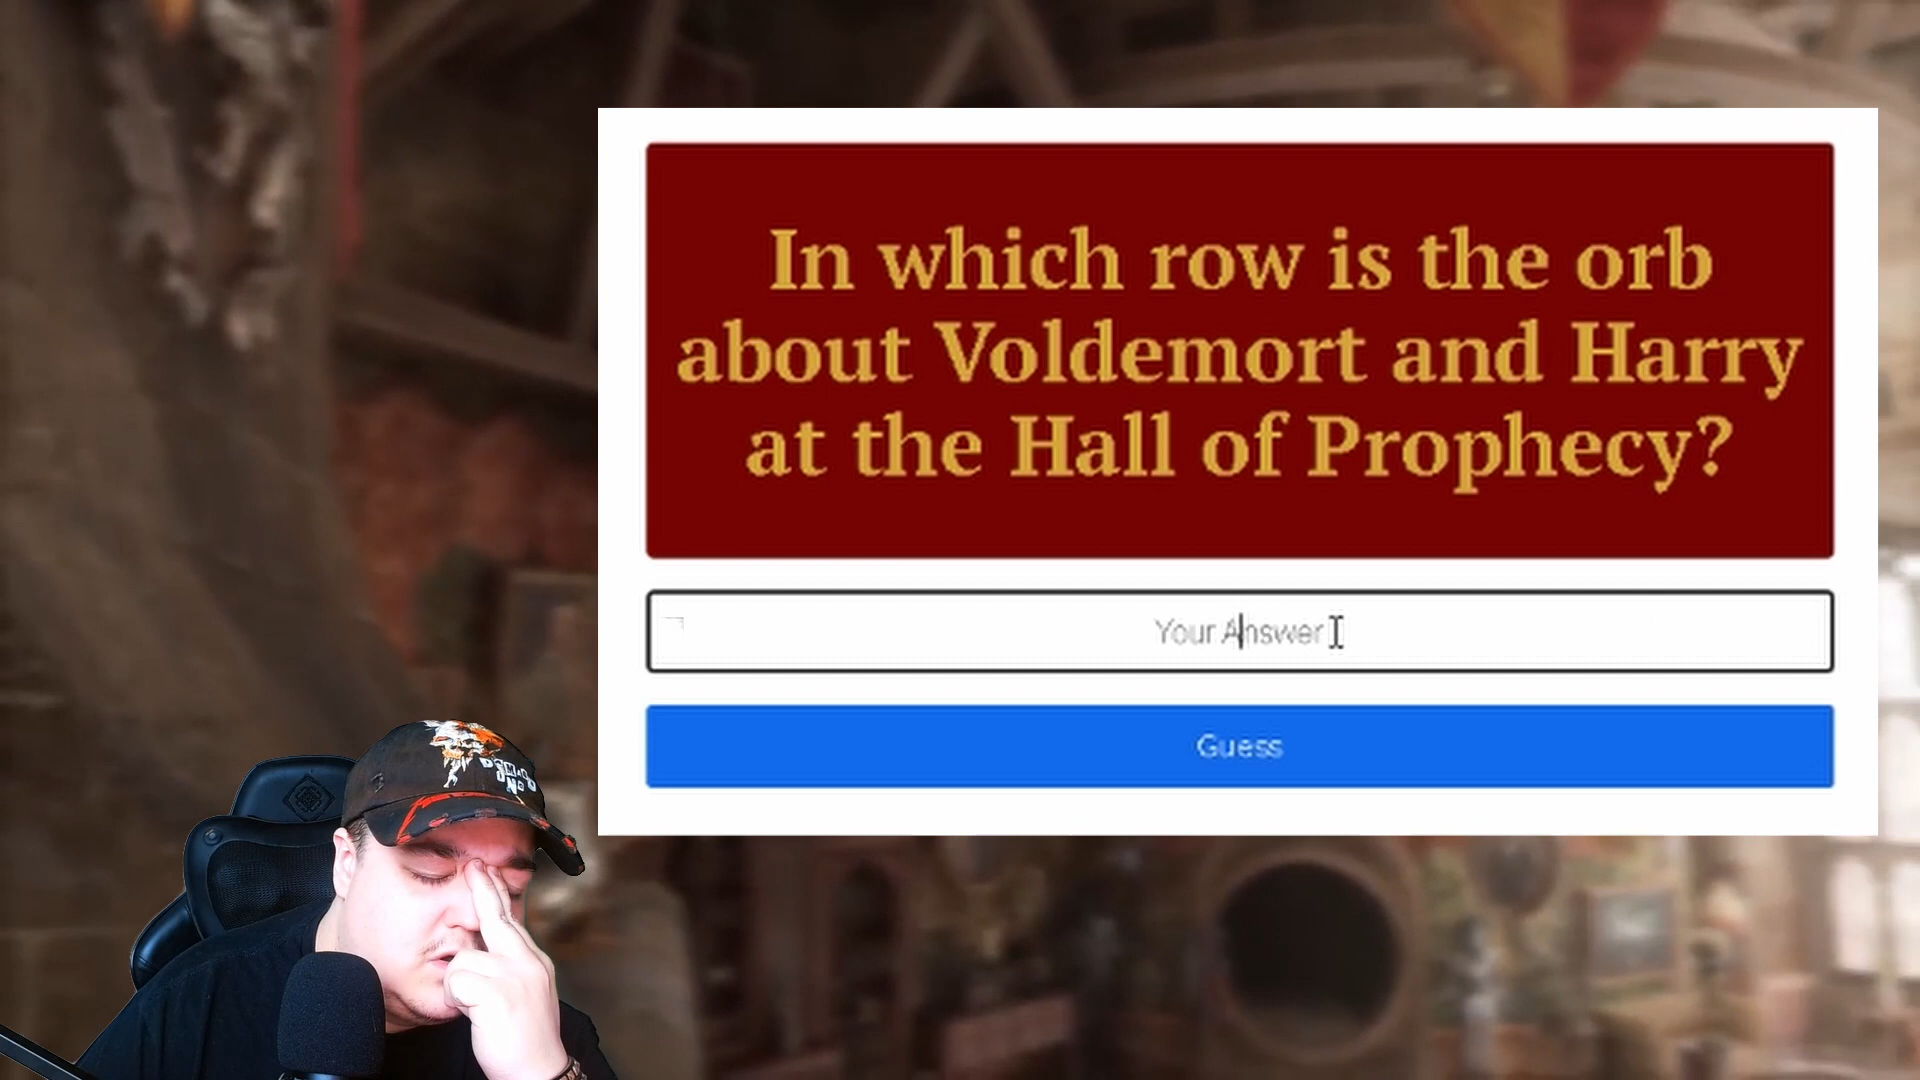 In which row is the orb
about Voldemort and Harry
at the Hall of Prophecy?
Your Answer
Guess